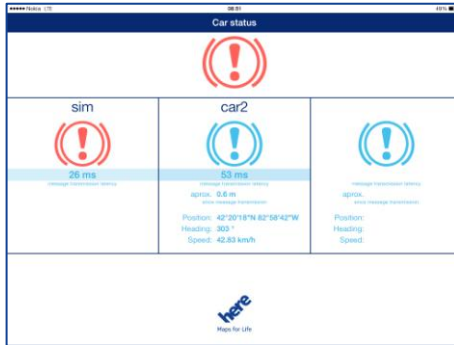 Nokia LTE 08:51 49%
Car status
sim
car2
26 ms
53 ms
message transmission latency
message transmission latency
message transmission latency
aprox. 0.6 m
aprox.
since message transmission
since message transmission
Position: 42°20'18"N 82°58'42"W
Position:
Heading: 303 °
Heading:
Speed: 42.83 km/h
Speed:
here
Maps for Life